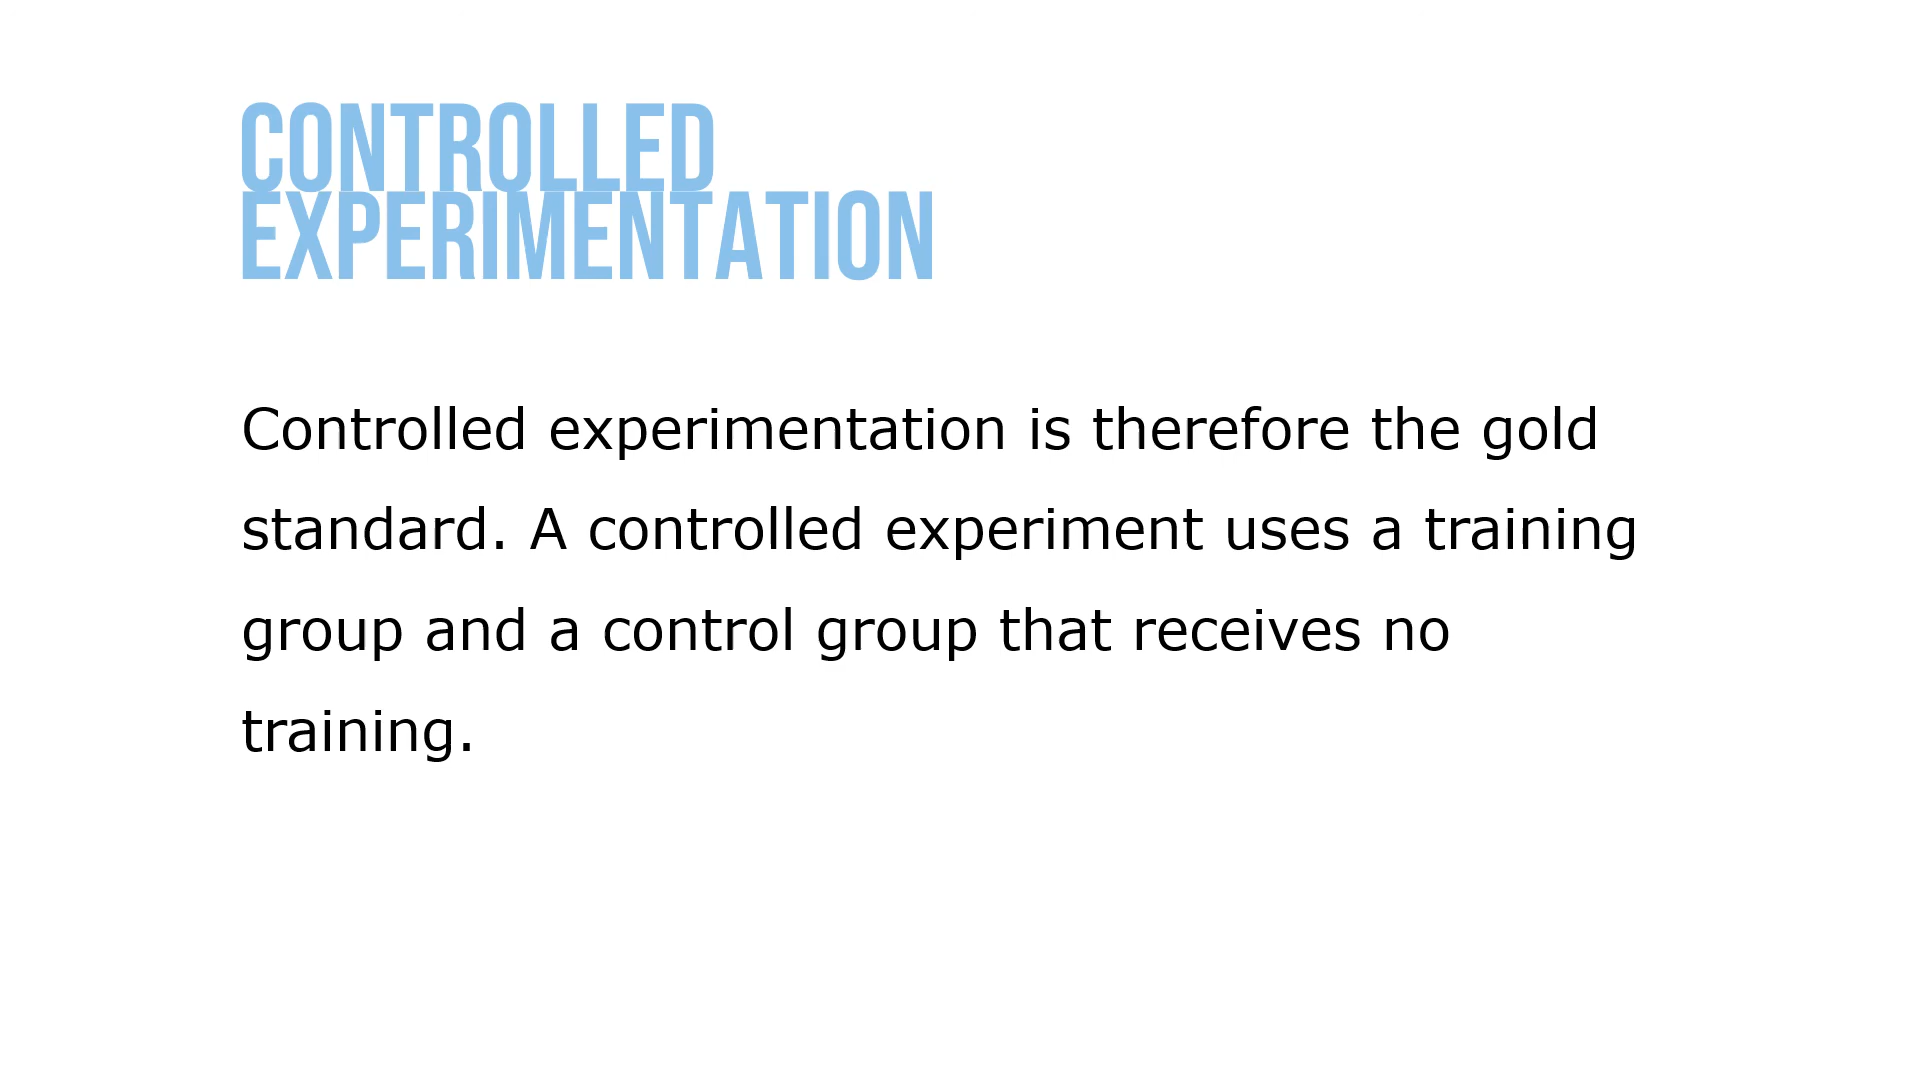 CONTROLLED
EXPERIMENTATION
Controlled experimentation is therefore the gold
standard. A controlled experiment uses a training
group and a control group that receives no
training.